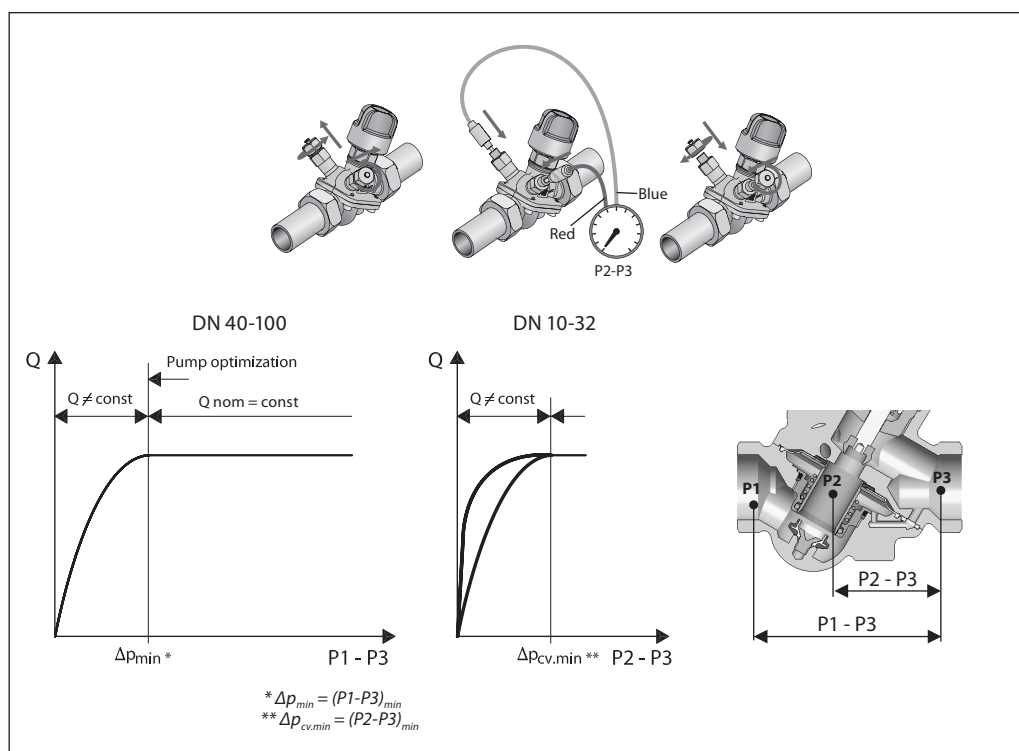 Blue
Red
P2-P3
DN 40-100
DN 10-32
Q
Pump optimization
Q ≠ const
Q nom = const
Δpmin *
P1 - P3
Q
Q ≠ const
Δpcv.min **
P2 - P3
P1
P2
P3
P2 - P3
P1 - P3
* Δpmin = (P1-P3)min
** Δpcv.min = (P2-P3)min